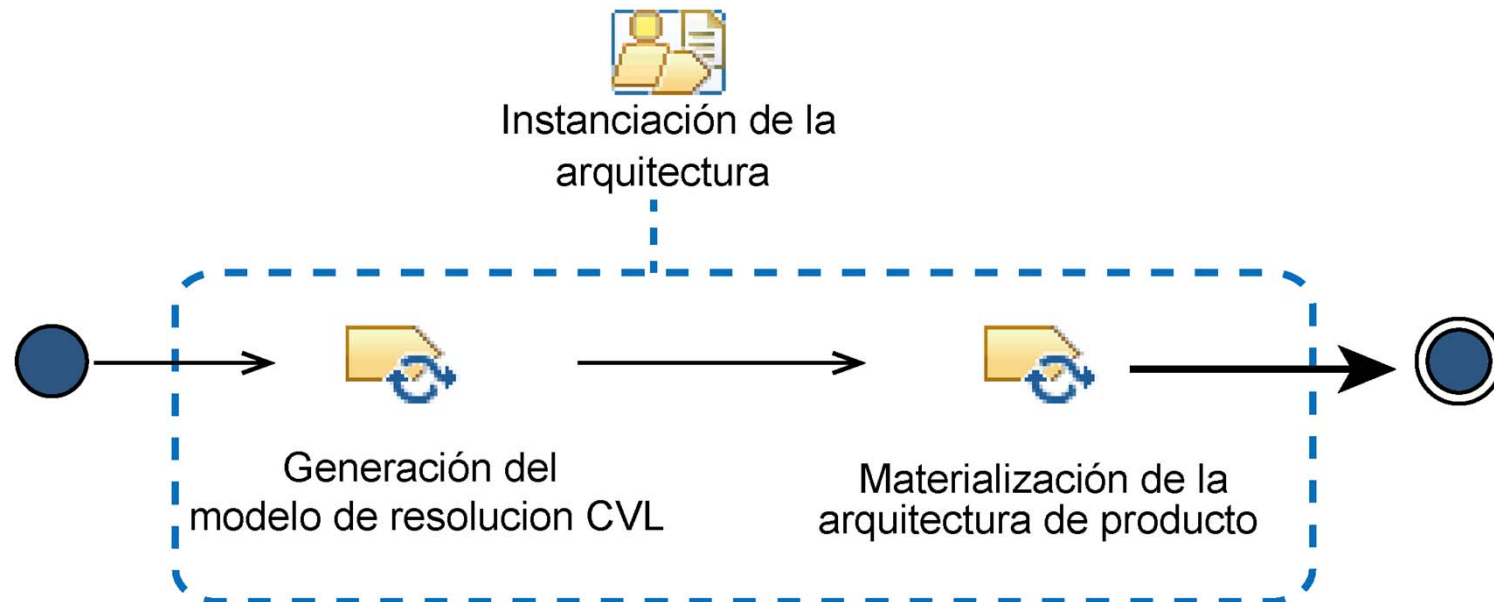 Instanciación de la
arquitectura
Generación del
modelo de resolucion CVL
Materialización de la
arquitectura de producto